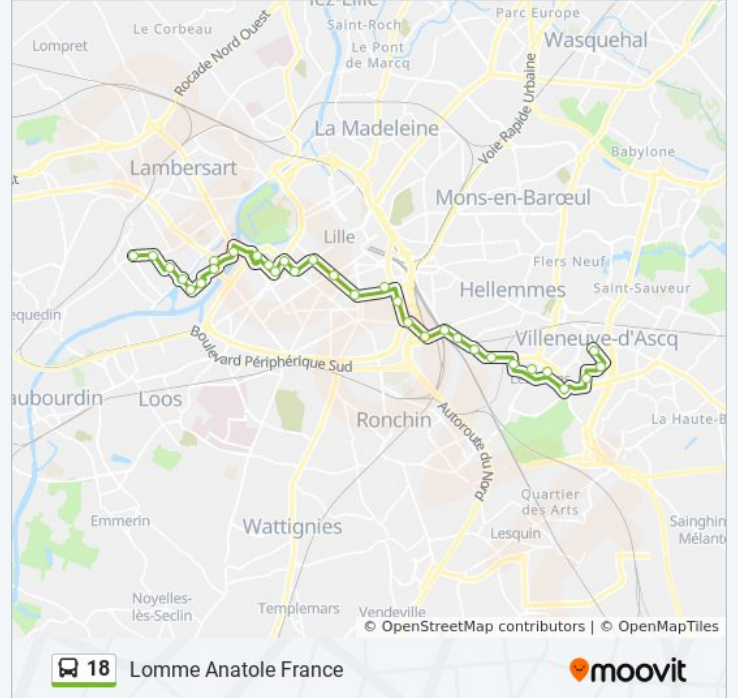 ez-Lille
Parc Europe
Saint-Roch
Le Corbeau
Wasquehal
Lompret
Le Pont
de Marcq
Rocade Nord Ouest
La Madeleine
Voie Rapide Urbaine
Babylone
Lambersart
Mons-en-Barœul
Lille
Flers Neuf
Hellemmes
Saint-Sauveur
equedin
Villeneuve-d'Ascq
Boulevard Périphérique Sud
aubourdin
Loos
Ronchin
La Haute-B
Autoroute du Nord
Quartier
des Arts
Emmerin
Wattignies
Lesquin
Sainghin
Mélant
Noyelles-
lès-Seclin
Templemars
Vendeville
© OpenStreetMap contributors | © OpenMapTiles
18 Lomme Anatole France
moovit